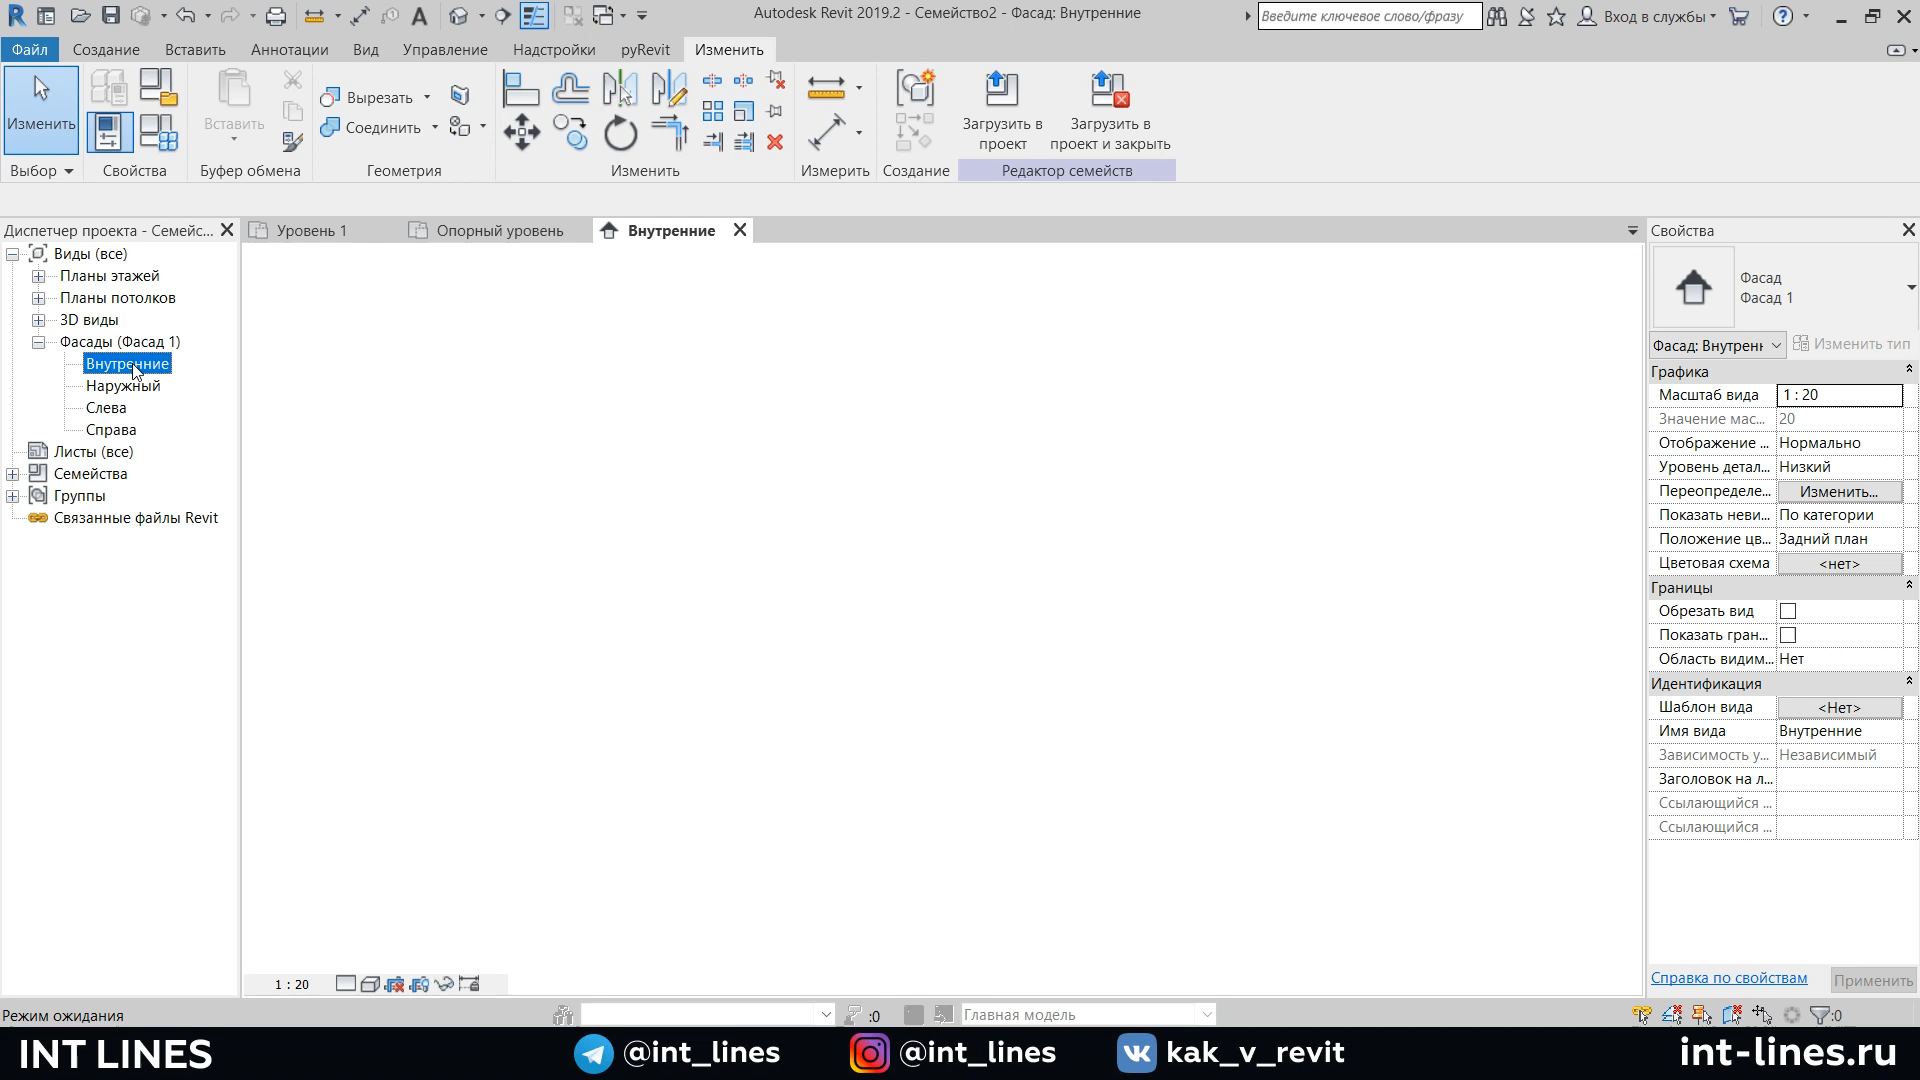 Autodesk Revit 2019.2 - Семейство2 - Фасад: Внутренние
Введите ключевое слово/фразу
Вход в службы
Файл Создание Вставить Аннотации Вид Управление Надстройки pyRevit Изменить
Изменить
Вставить
Вырезать
Соединить
Загрузить в проект
Загрузить в проект и закрыть
Выбор Свойства Буфер обмена Геометрия Изменить Измерить Создание Редактор семейств
Диспетчер проекта - Семейс...
Виды (все)
Планы этажей
Планы потолков
3D виды
Фасады (Фасад 1)
Внутренние
Наружный
Слева
Справа
Листы (все)
Семейства
Группы
Связанные файлы Revit
Уровень 1 Опорный уровень Внутренние
Свойства
Фасад
Фасад 1
Фасад: Внутренн Изменить тип
Графика
Масштаб вида 1 : 20
Значение мас... 20
Отображение ... Нормально
Уровень детал... Низкий
Переопределе... Изменить...
Показать неви... По категории
Положение цв... Задний план
Цветовая схема <нет>
Границы
Обрезать вид
Показать гран...
Область видим... Нет
Идентификация
Шаблон вида <Нет>
Имя вида Внутренние
Зависимость у... Независимый
Заголовок на л...
Ссылающийся ...
Ссылающийся ...
Справка по свойствам Применить
1 : 20
Режим ожидания
:0
Главная модель
:0
INT LINES @int_lines @int_lines kak_v_revit int-lines.ru